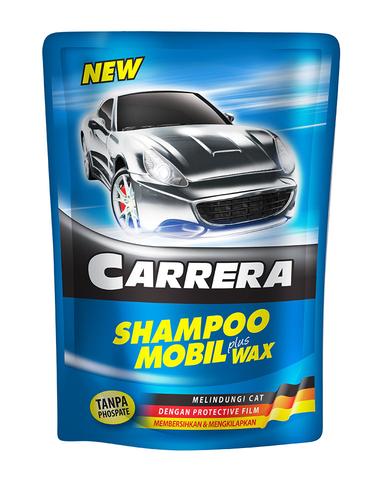 NEW
CARRERA
SHAMPOO
MOBIL plus WAX
TANPA
PHOSPATE
MELINDUNGI CAT
DENGAN PROTECTIVE FILM
MEMBERSIHKAN & MENGKILAPKAN